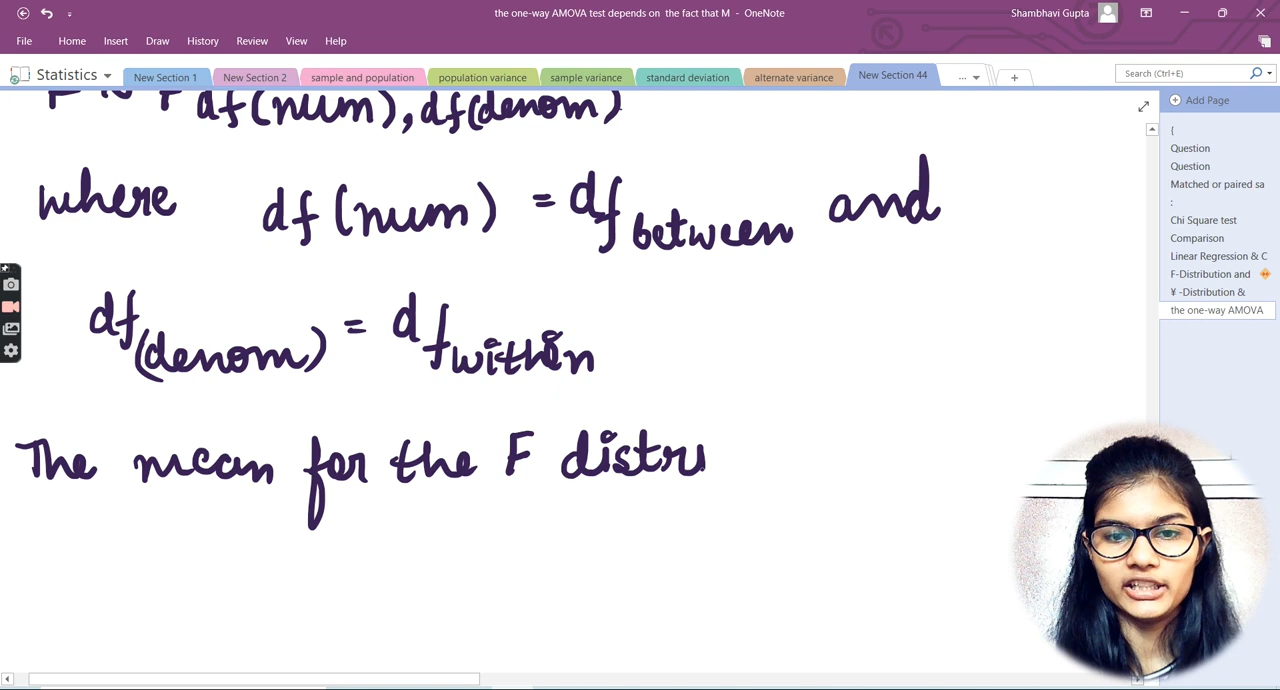 the one-way AMOVA test depends on the fact that M - OneNote
Shambhavi Gupta
File Home Insert Draw History Review View Help
Statistics
New Section 1
New Section 2
sample and population
population variance
sample variance
standard deviation
alternate variance
New Section 44
...
Search (Ctrl+E)
df(num), df(denom)
where df(num) = df between and
df(denom) = df within
The mean for the F distri
Add Page
{
Question
Question
Matched or paired sa
:
Chi Square test
Comparison
Linear Regression & C
F-Distribution and
¥ -Distribution &
the one-way AMOVA